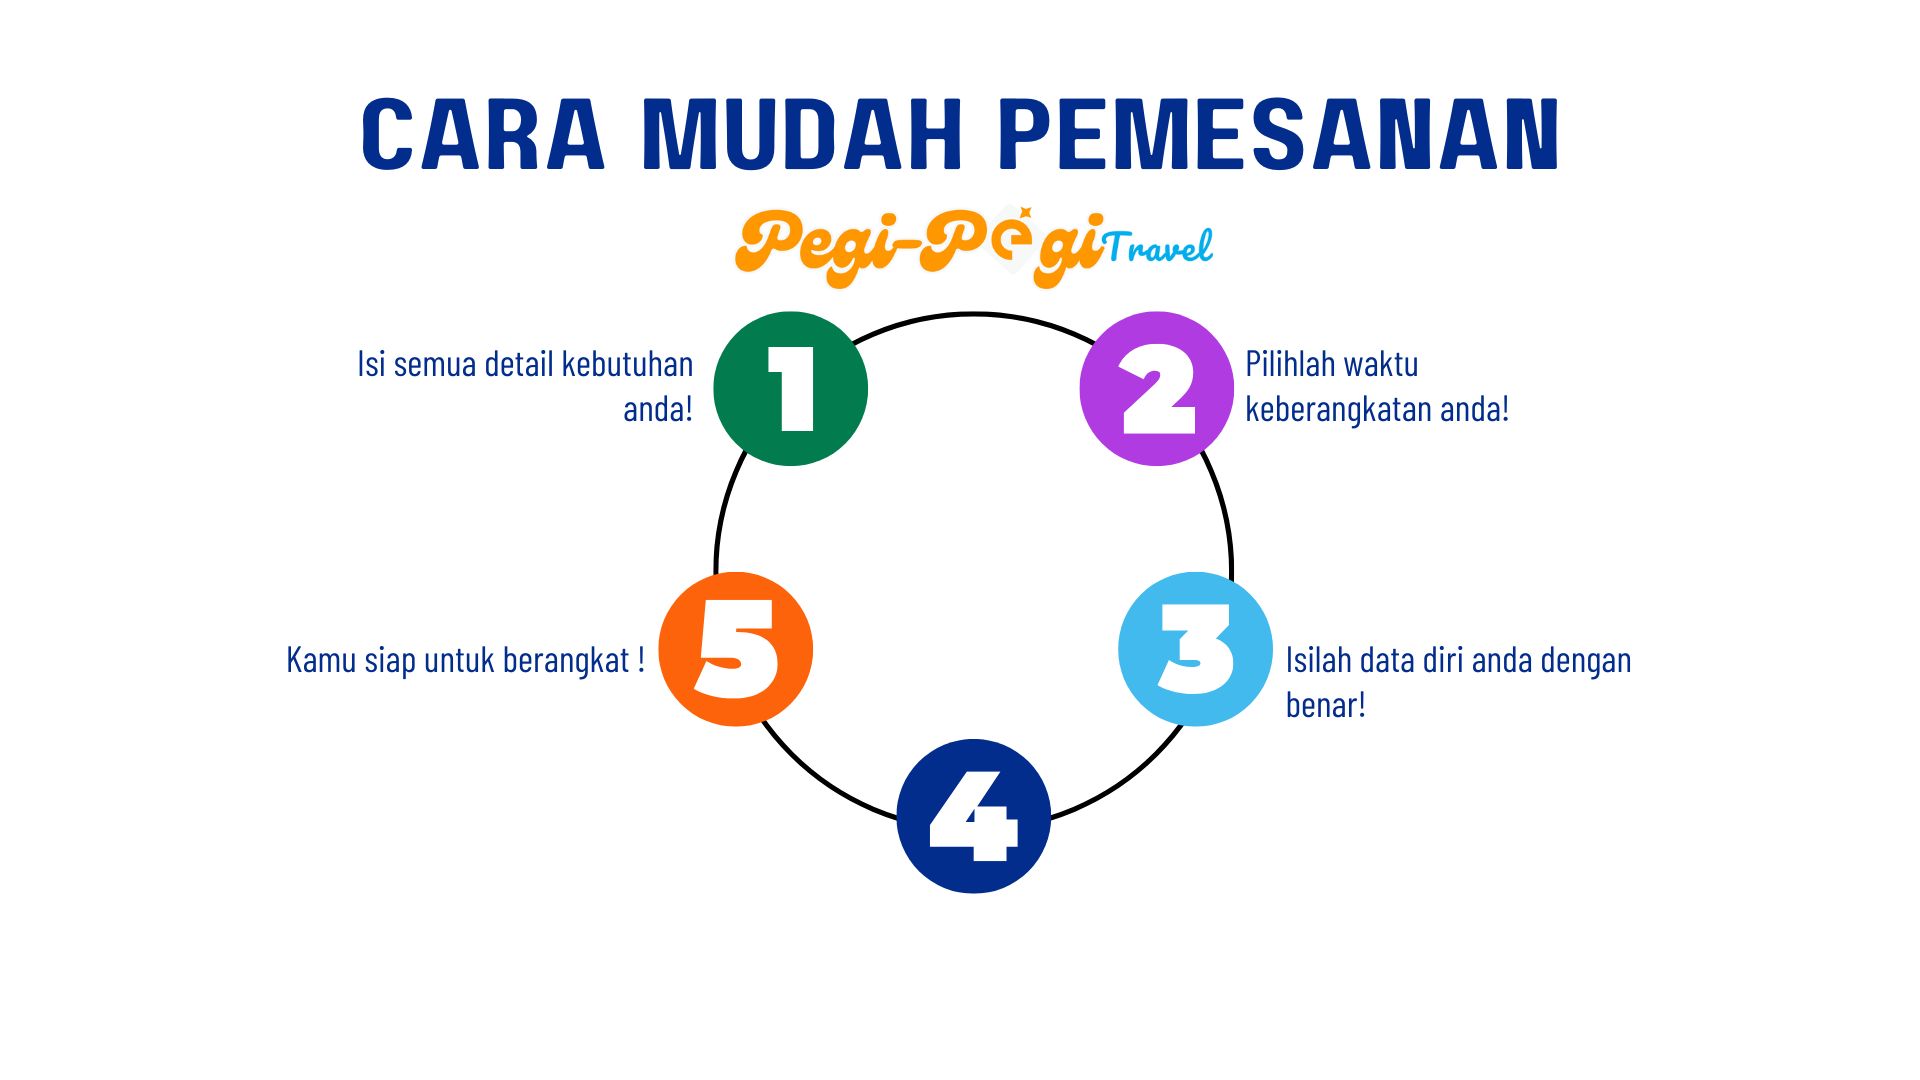 CARA MUDAH PEMESANAN
Pegi-Pegi Travel
1
Isi semua detail kebutuhan
anda!
2
Pilihlah waktu
keberangkatan anda!
3
Isilah data diri anda dengan
benar!
4
5
Kamu siap untuk berangkat !